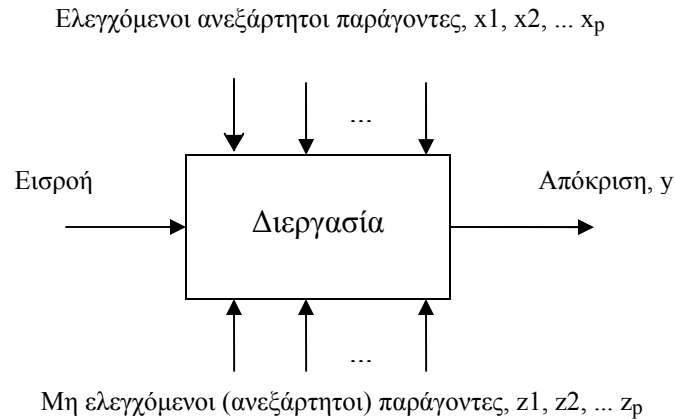 Ελεγχόμενοι ανεξάρτητοι παράγοντες, x1, x2, ... xp
...
Εισροή
Απόκριση, y
Διεργασία
...
Μη ελεγχόμενοι (ανεξάρτητοι) παράγοντες, z1, z2, ... zp